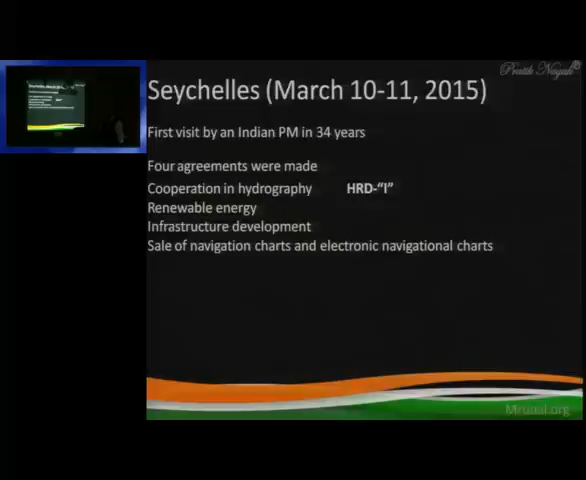 Pratik Nayak
Seychelles (March 10-11, 2015)
First visit by an Indian PM in 34 years
Four agreements were made
Cooperation in hydrography HRD-“I”
Renewable energy
Infrastructure development
Sale of navigation charts and electronic navigational charts
Mrunal.org